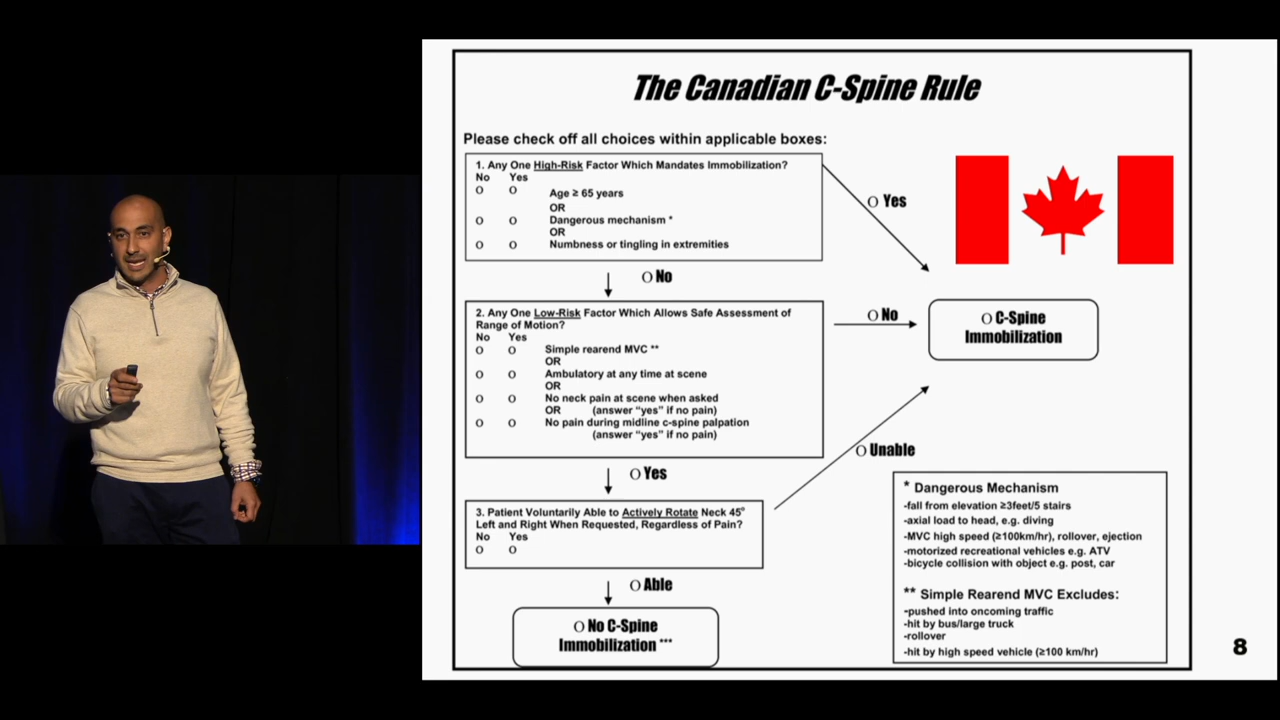 The Canadian C-Spine Rule
Please check off all choices within applicable boxes:
1. Any One High-Risk Factor Which Mandates Immobilization?
No Yes
O O Age ≥ 65 years
OR
O O Dangerous mechanism *
OR
O O Numbness or tingling in extremities
O Yes
O No
2. Any One Low-Risk Factor Which Allows Safe Assessment of
Range of Motion?
No Yes
O O Simple rearend MVC **
OR
O O Ambulatory at any time at scene
OR
O O No neck pain at scene when asked
OR (answer "yes" if no pain)
O O No pain during midline c-spine palpation
(answer "yes" if no pain)
O No
O C-Spine
Immobilization
O Yes
O Unable
3. Patient Voluntarily Able to Actively Rotate Neck 45°
Left and Right When Requested, Regardless of Pain?
No Yes
O O
O Able
O No C-Spine
Immobilization ***
* Dangerous Mechanism
-fall from elevation ≥3feet/5 stairs
-axial load to head, e.g. diving
-MVC high speed (≥100km/hr), rollover, ejection
-motorized recreational vehicles e.g. ATV
-bicycle collision with object e.g. post, car
** Simple Rearend MVC Excludes:
-pushed into oncoming traffic
-hit by bus/large truck
-rollover
-hit by high speed vehicle (≥100 km/hr)
8